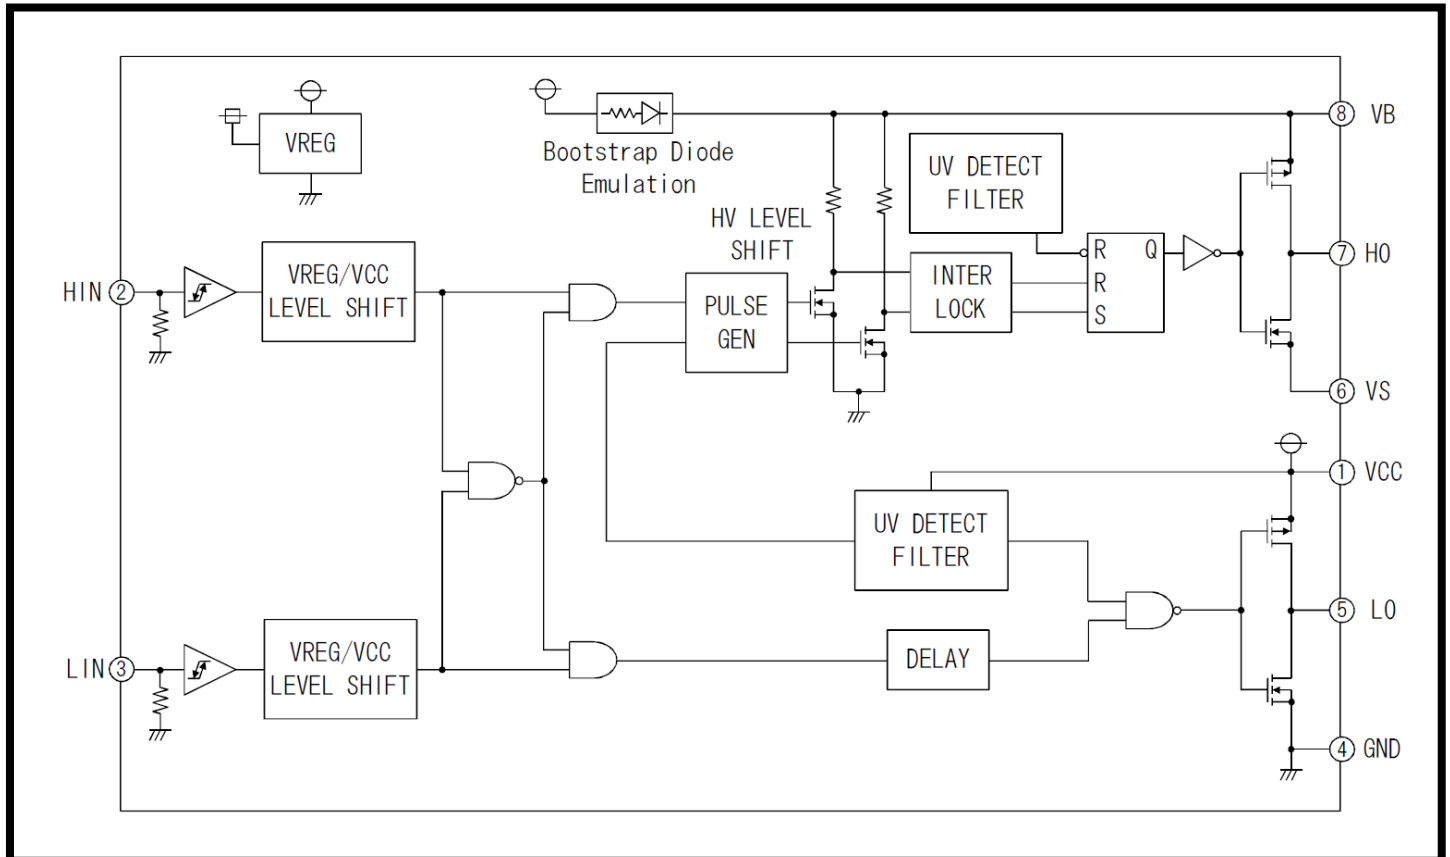 VREG
Bootstrap Diode
Emulation
8 VB
UV DETECT
FILTER
HV LEVEL
SHIFT
HIN 2
VREG/VCC
LEVEL SHIFT
PULSE
GEN
INTER
LOCK
R Q
R
S
7 HO
6 VS
1 VCC
UV DETECT
FILTER
5 LO
LIN 3
VREG/VCC
LEVEL SHIFT
DELAY
4 GND